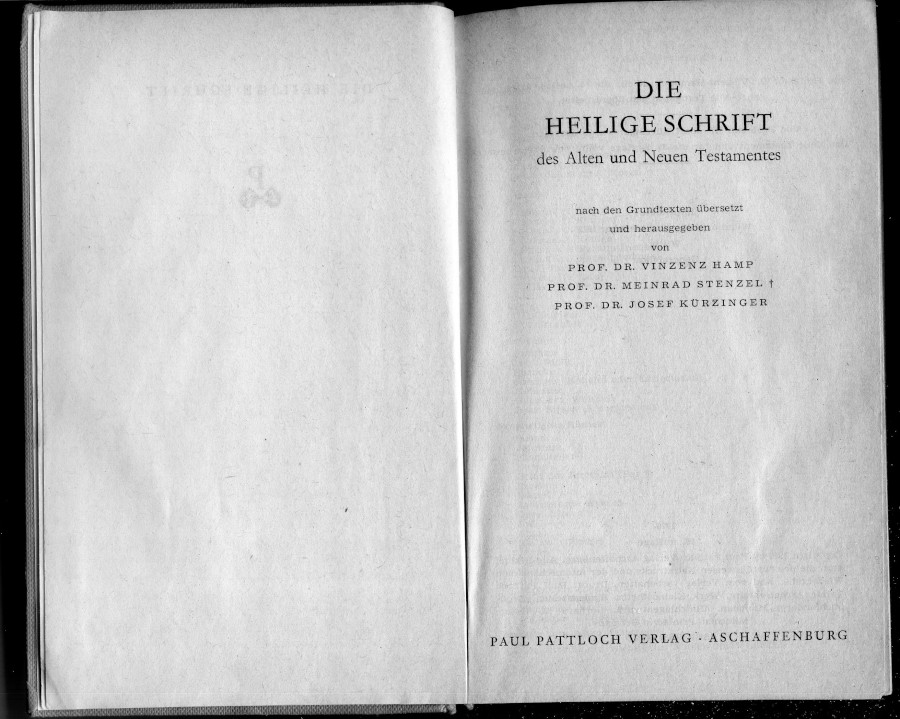 DIE
HEILIGE SCHRIFT
des Alten und Neuen Testamentes
nach den Grundtexten übersetzt
und herausgegeben
von
PROF. DR. VINZENZ HAMP
PROF. DR. MEINRAD STENZEL †
PROF. DR. JOSEF KÜRZINGER
PAUL PATTLOCH VERLAG · ASCHAFFENBURG